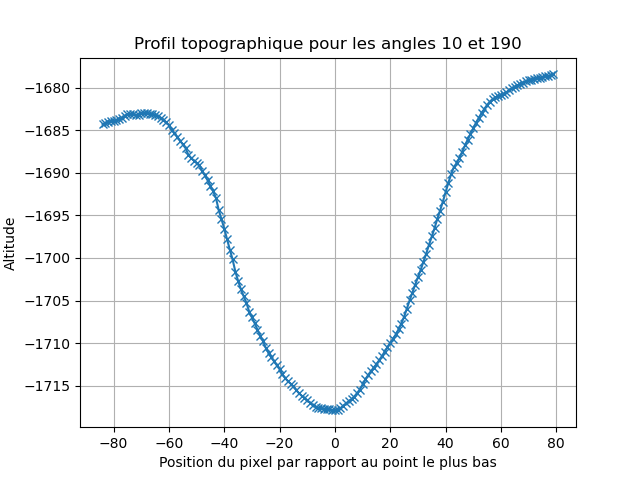 Profil topographique pour les angles 10 et 190
Altitude
−1680
−1685
−1690
−1695
−1700
−1705
−1710
−1715
−80 −60 −40 −20 0 20 40 60 80
Position du pixel par rapport au point le plus bas